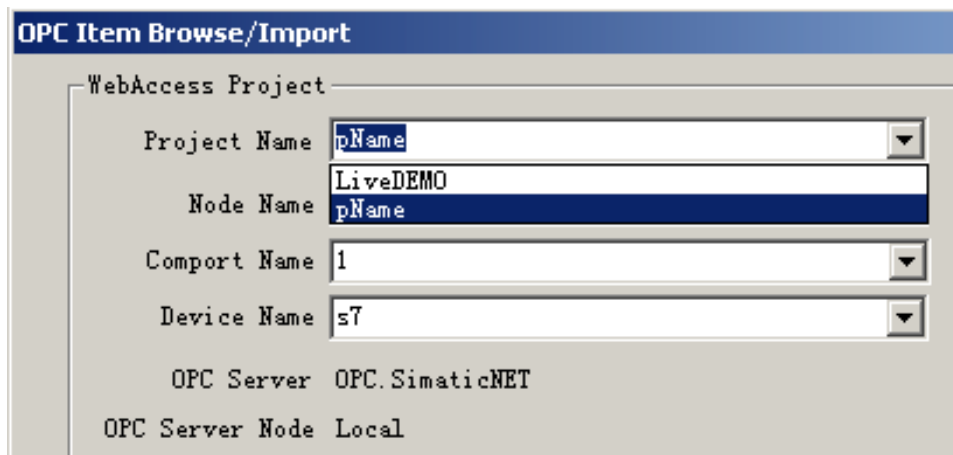 OPC Item Browse/Import
WebAccess Project
Project Name pName
LiveDEMO
Node Name pName
Comport Name 1
Device Name s7
OPC Server OPC.SimaticNET
OPC Server Node Local